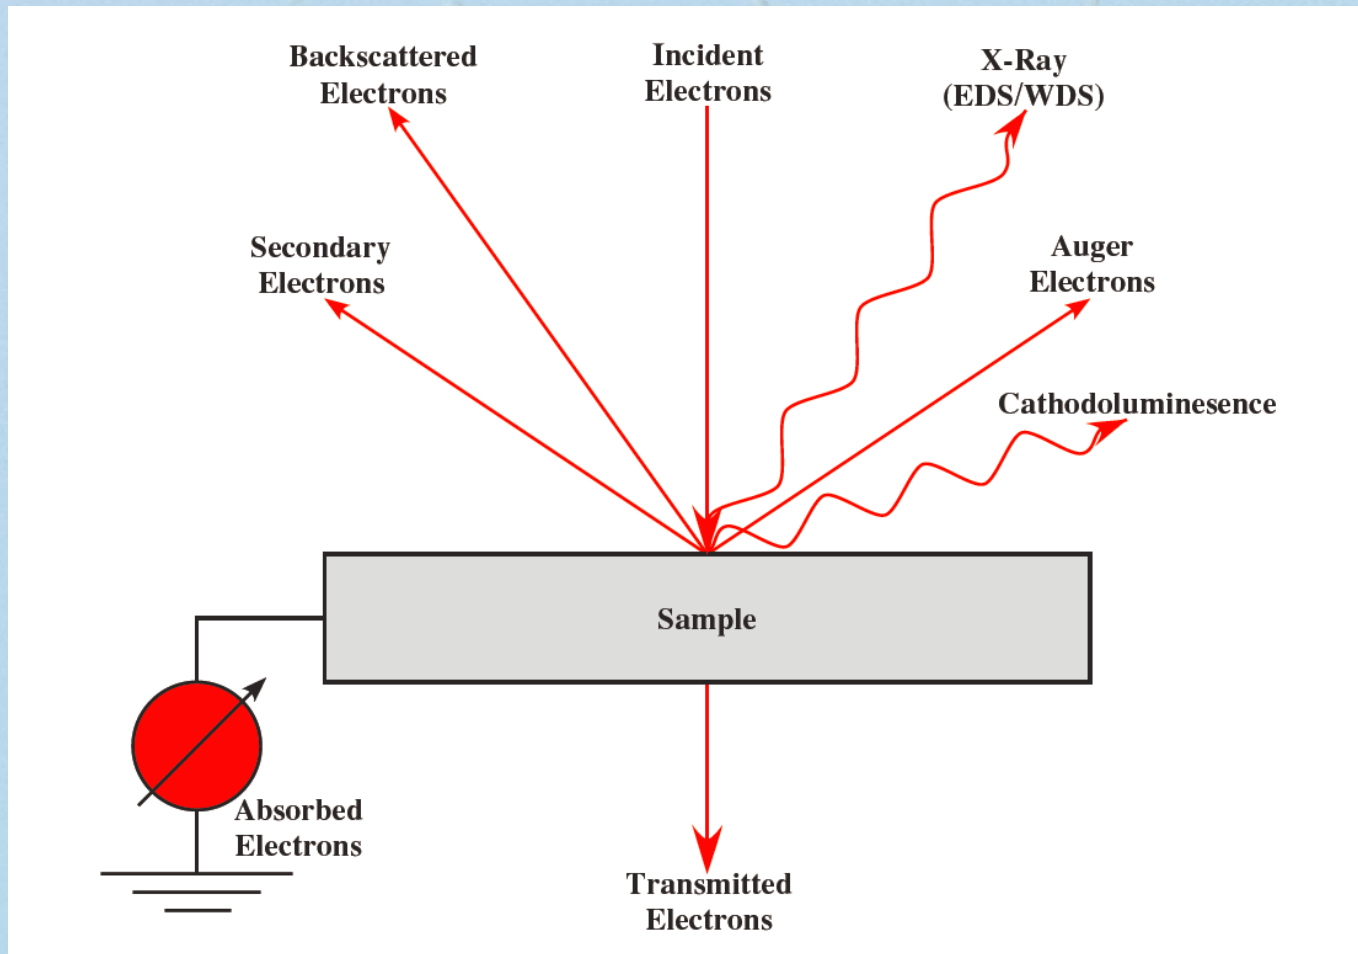 Backscattered
Electrons
Incident
Electrons
X-Ray
(EDS/WDS)
Secondary
Electrons
Auger
Electrons
Cathodoluminesence
Sample
Absorbed
Electrons
Transmitted
Electrons